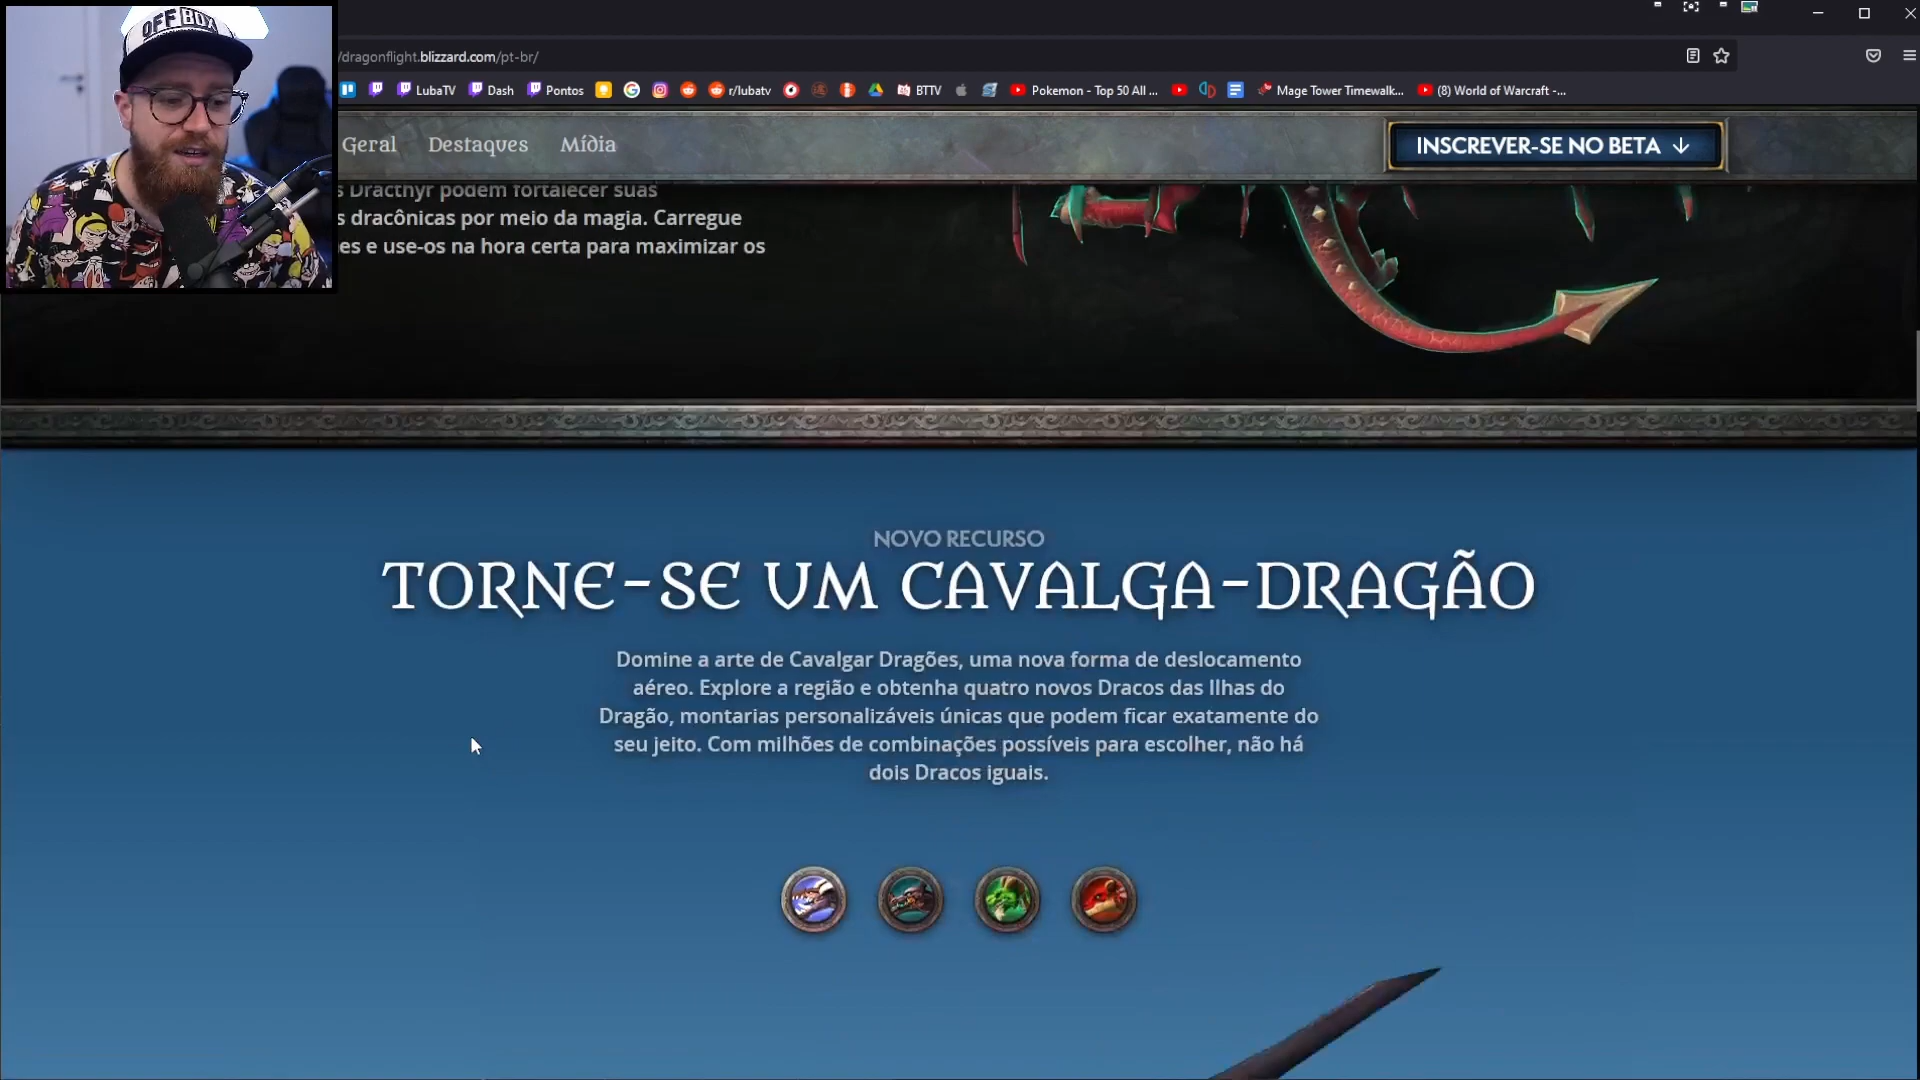 OFF BOX
/dragonflight.blizzard.com/pt-br/
LubaTV
Dash
Pontos
r/lubatv
BTTV
Pokemon - Top 50 All ...
Mage Tower Timewalk...
(8) World of Warcraft -...
Geral
Destaques
Mídia
INSCREVER-SE NO BETA
s Dracthyr podem fortalecer suas
s dracônicas por meio da magia. Carregue
es e use-os na hora certa para maximizar os
NOVO RECURSO
TORNE-SE UM CAVALGA-DRAGÃO
Domine a arte de Cavalgar Dragões, uma nova forma de deslocamento
aéreo. Explore a região e obtenha quatro novos Dracos das Ilhas do
Dragão, montarias personalizáveis únicas que podem ficar exatamente do
seu jeito. Com milhões de combinações possíveis para escolher, não há
dois Dracos iguais.